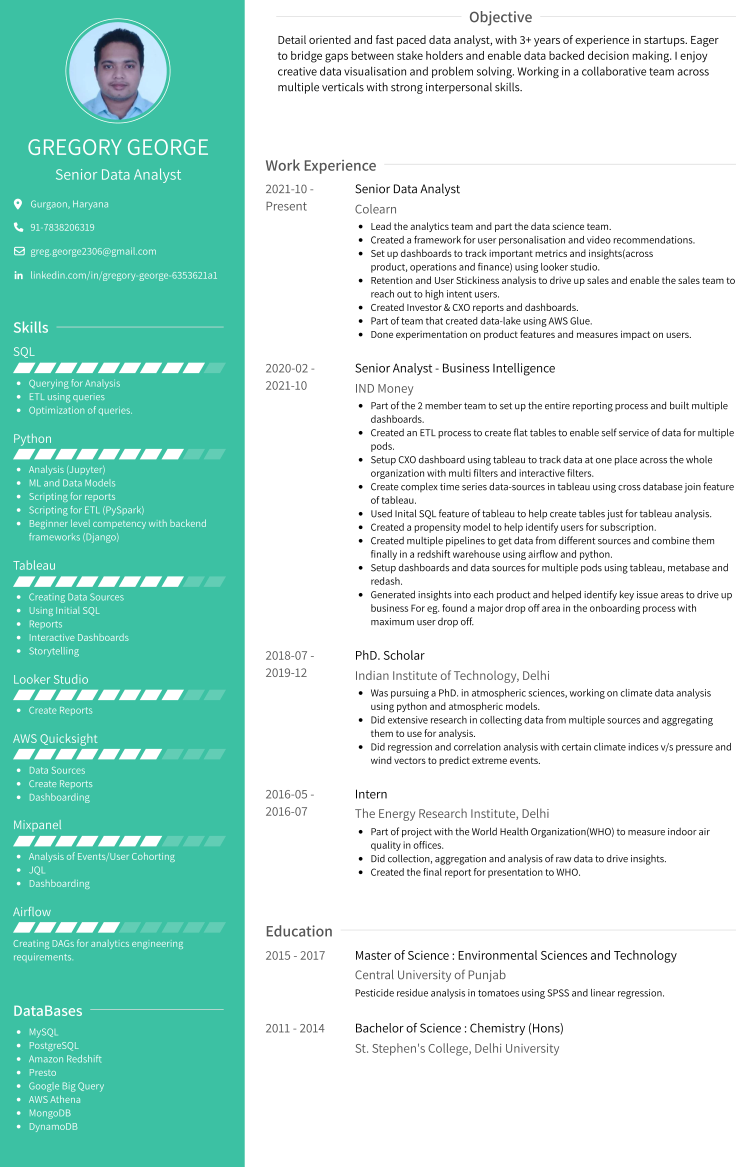 GREGORY GEORGE
Senior Data Analyst
Gurgaon, Haryana
91-7838206319
greg.george2306@gmail.com
linkedin.com/in/gregory-george-6353621a1
Skills
SQL
• Querying for Analysis
• ETL using queries
• Optimization of queries.
Python
• Analysis (Jupyter)
• ML and Data Models
• Scripting for reports
• Scripting for ETL (PySpark)
• Beginner level competency with backend
frameworks (Django)
Tableau
• Creating Data Sources
• Using Initial SQL
• Reports
• Interactive Dashboards
• Storytelling
Looker Studio
• Create Reports
AWS Quicksight
• Data Sources
• Create Reports
• Dashboarding
Mixpanel
• Analysis of Events/User Cohorting
• JQL
• Dashboarding
Airflow
Creating DAGs for analytics engineering
requirements.
DataBases
• MySQL
• PostgreSQL
• Amazon Redshift
• Presto
• Google Big Query
• AWS Athena
• MongoDB
• DynamoDB
Objective
Detail oriented and fast paced data analyst, with 3+ years of experience in startups. Eager
to bridge gaps between stake holders and enable data backed decision making. I enjoy
creative data visualisation and problem solving. Working in a collaborative team across
multiple verticals with strong interpersonal skills.
Work Experience
2021-10 -
Present
Senior Data Analyst
Colearn
• Lead the analytics team and part the data science team.
• Created a framework for user personalisation and video recommendations.
• Set up dashboards to track important metrics and insights(across
product, operations and finance) using looker studio.
• Retention and User Stickiness analysis to drive up sales and enable the sales team to
reach out to high intent users.
• Created Investor & CXO reports and dashboards.
• Part of team that created data-lake using AWS Glue.
• Done experimentation on product features and measures impact on users.
2020-02 -
2021-10
Senior Analyst - Business Intelligence
IND Money
• Part of the 2 member team to set up the entire reporting process and built multiple
dashboards.
• Created an ETL process to create flat tables to enable self service of data for multiple
pods.
• Setup CXO dashboard using tableau to track data at one place across the whole
organization with multi filters and interactive filters.
• Create complex time series data-sources in tableau using cross database join feature
of tableau.
• Used Inital SQL feature of tableau to help create tables just for tableau analysis.
• Created a propensity model to help identify users for subscription.
• Created multiple pipelines to get data from different sources and combine them
finally in a redshift warehouse using airflow and python.
• Setup dashboards and data sources for multiple pods using tableau, metabase and
redash.
• Generated insights into each product and helped identify key issue areas to drive up
business For eg. found a major drop off area in the onboarding process with
maximum user drop off.
2018-07 -
2019-12
PhD. Scholar
Indian Institute of Technology, Delhi
• Was pursuing a PhD. in atmospheric sciences, working on climate data analysis
using python and atmospheric models.
• Did extensive research in collecting data from multiple sources and aggregating
them to use for analysis.
• Did regression and correlation analysis with certain climate indices v/s pressure and
wind vectors to predict extreme events.
2016-05 -
2016-07
Intern
The Energy Research Institute, Delhi
• Part of project with the World Health Organization(WHO) to measure indoor air
quality in offices.
• Did collection, aggregation and analysis of raw data to drive insights.
• Created the final report for presentation to WHO.
Education
2015 - 2017
Master of Science : Environmental Sciences and Technology
Central University of Punjab
Pesticide residue analysis in tomatoes using SPSS and linear regression.
2011 - 2014
Bachelor of Science : Chemistry (Hons)
St. Stephen's College, Delhi University